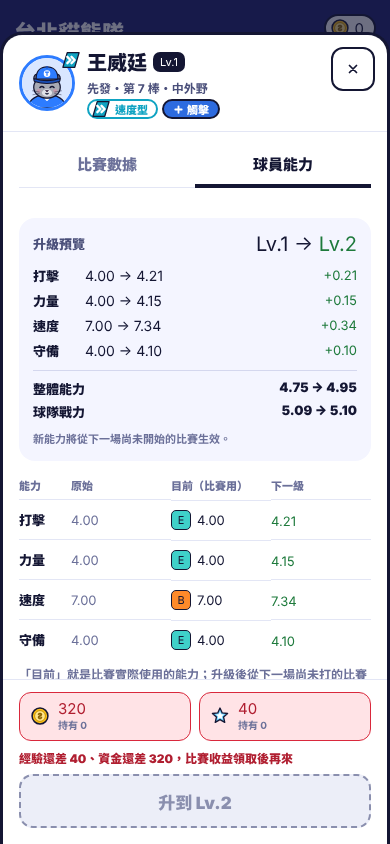 台北貓熊隊
0
王威廷 Lv.1
先發・第 7 棒・中外野
速度型 + 觸擊
×
比賽數據 球員能力
升級預覽 Lv.1 → Lv.2
打擊 4.00 → 4.21 +0.21
力量 4.00 → 4.15 +0.15
速度 7.00 → 7.34 +0.34
守備 4.00 → 4.10 +0.10
整體能力 4.75 → 4.95
球隊戰力 5.09 → 5.10
新能力將從下一場尚未開始的比賽生效。
能力 原始 目前（比賽用） 下一級
打擊 4.00 E 4.00 4.21
力量 4.00 E 4.00 4.15
速度 7.00 B 7.00 7.34
守備 4.00 E 4.00 4.10
「目前」就是比賽實際使用的能力；升級後從下一場尚未打的比賽
320
持有 0
40
持有 0
經驗還差 40、資金還差 320，比賽收益領取後再來
升到 Lv.2